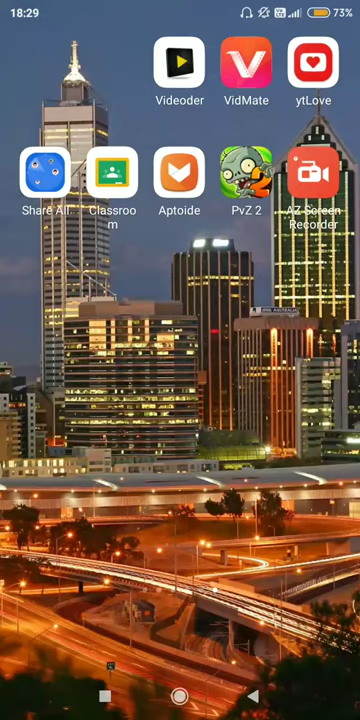 18:29
73%
Videoder
VidMate
ytLove
Share All..
Classroo
m
Aptoide
PvZ 2
AZ Screen
Recorder